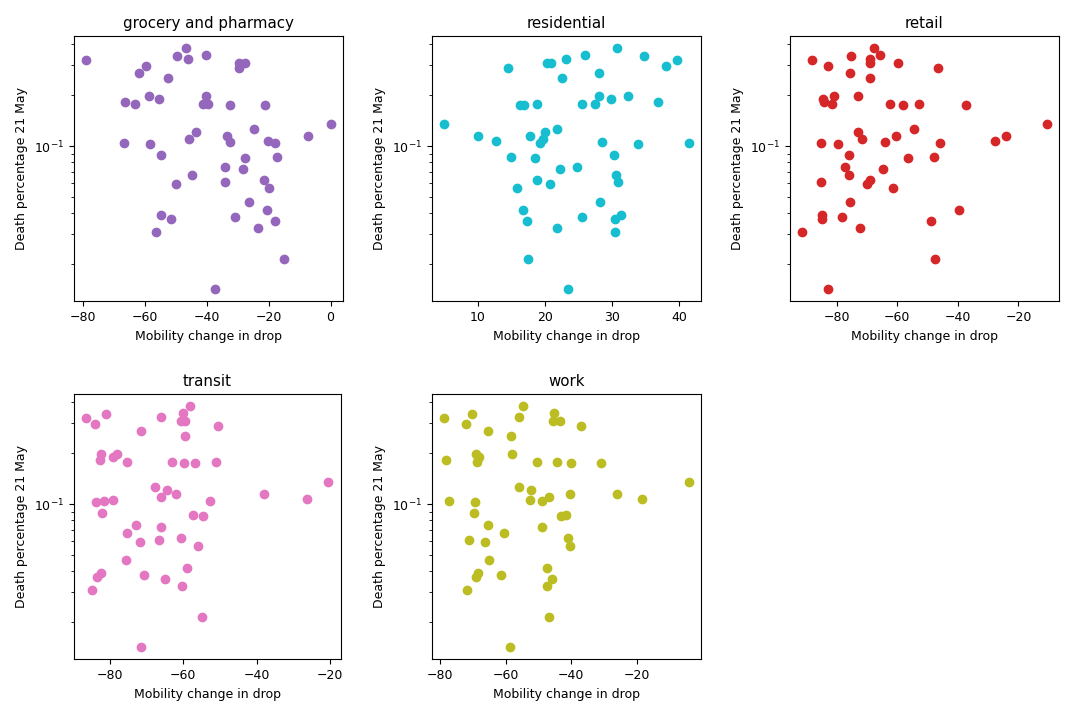 grocery and pharmacy
Death percentage 21 May
10⁻¹
−80 −60 −40 −20 0
Mobility change in drop
residential
Death percentage 21 May
10⁻¹
10 20 30 40
Mobility change in drop
retail
Death percentage 21 May
10⁻¹
−80 −60 −40 −20
Mobility change in drop
transit
Death percentage 21 May
10⁻¹
−80 −60 −40 −20
Mobility change in drop
work
Death percentage 21 May
10⁻¹
−80 −60 −40 −20
Mobility change in drop